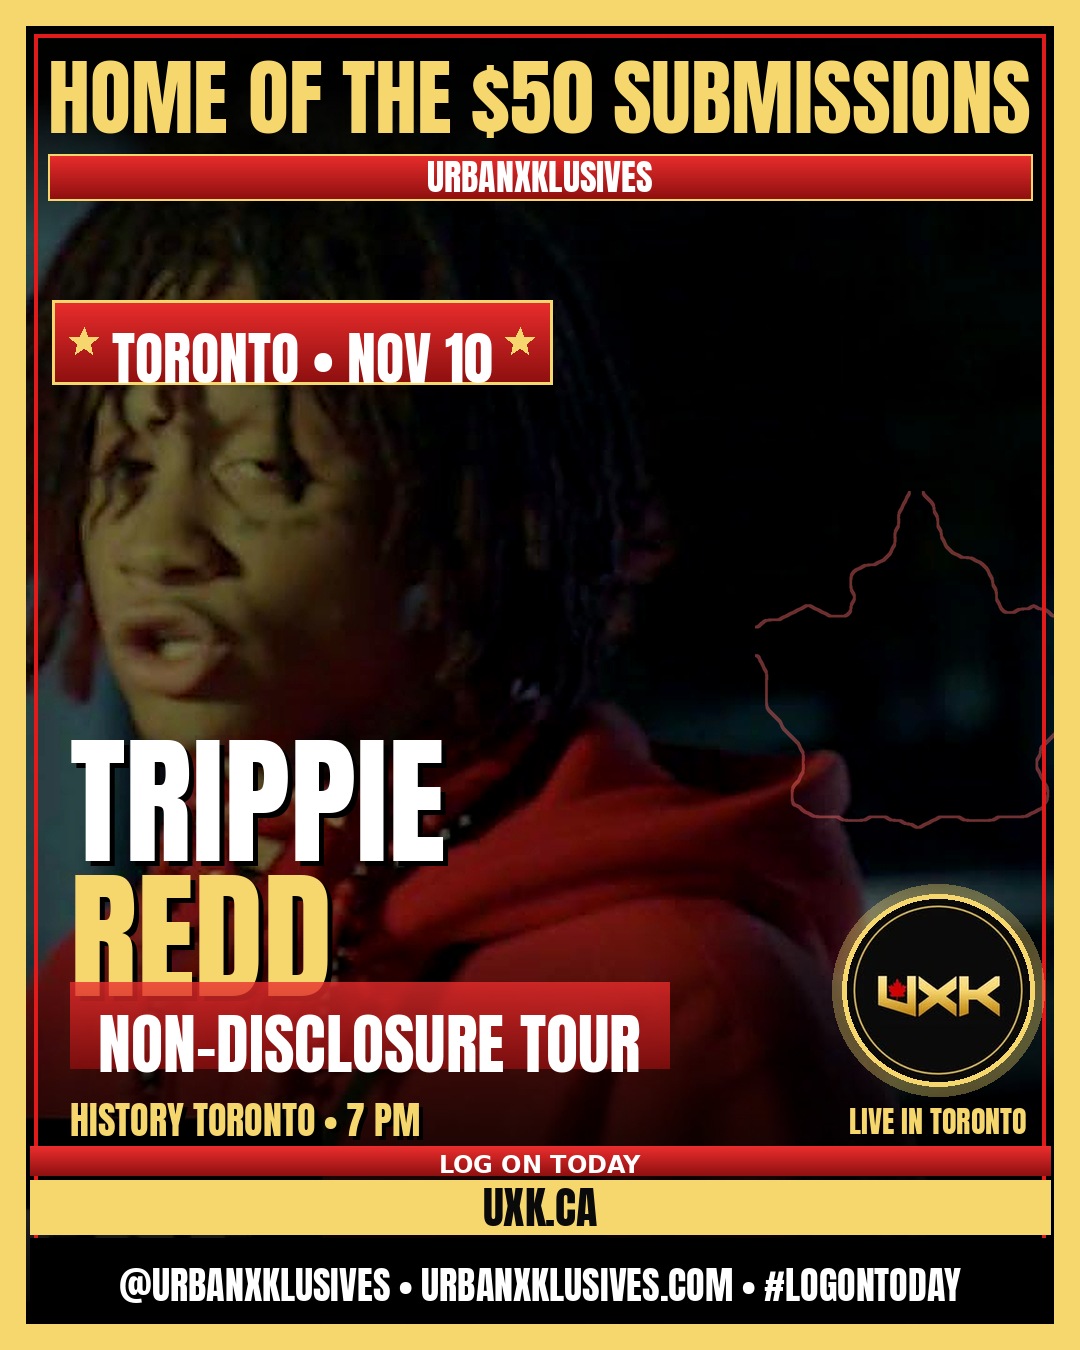 HOME OF THE $50 SUBMISSIONS
URBANXKLUSIVES
TORONTO • NOV 10
TRIPPIE
REDD
NON-DISCLOSURE TOUR
UXK
HISTORY TORONTO • 7 PM
LIVE IN TORONTO
LOG ON TODAY
UXK.CA
@URBANXKLUSIVES • URBANXKLUSIVES.COM • #LOGONTODAY